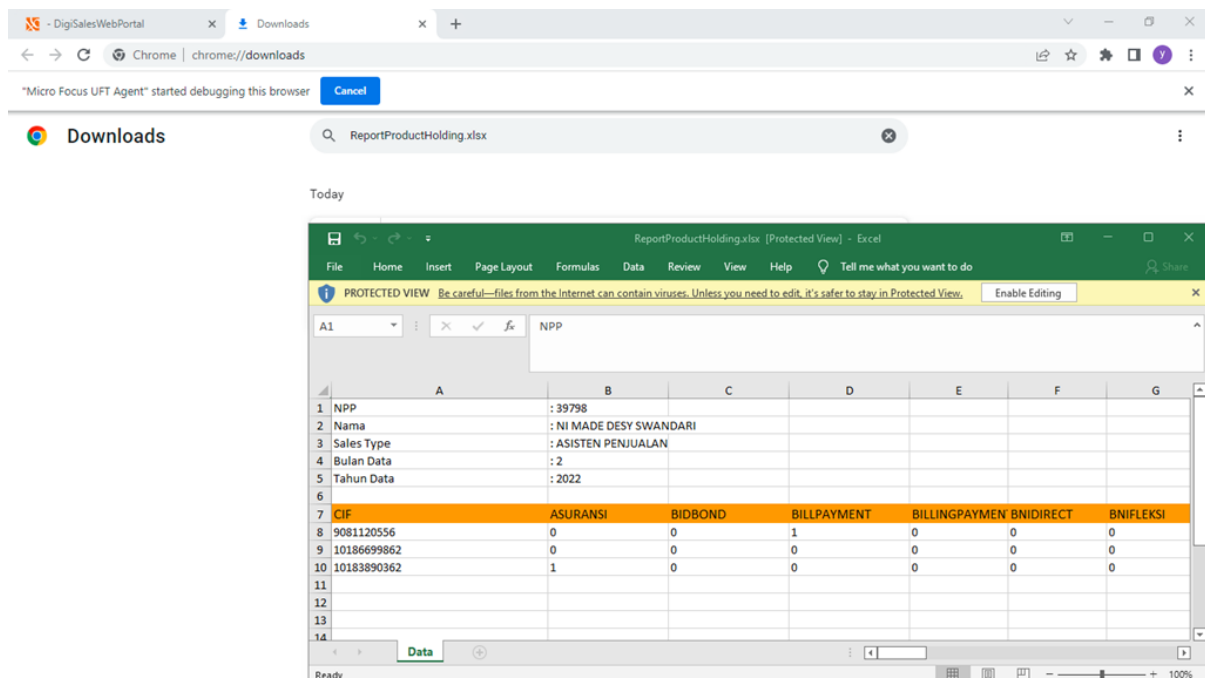 - DigiSalesWebPortal
Downloads
Chrome | chrome://downloads
y
"Micro Focus UFT Agent" started debugging this browser Cancel
Downloads
ReportProductHolding.xlsx
Today
ReportProductHolding.xlsx [Protected View] - Excel
File Home Insert Page Layout Formulas Data Review View Help Tell me what you want to do Share
PROTECTED VIEW Be careful—files from the Internet can contain viruses. Unless you need to edit, it's safer to stay in Protected View. Enable Editing
A1 fx NPP
A B C D E F G
1 NPP : 39798
2 Nama : NI MADE DESY SWANDARI
3 Sales Type : ASISTEN PENJUALAN
4 Bulan Data : 2
5 Tahun Data : 2022
6
7 CIF ASURANSI BIDBOND BILLPAYMENT BILLINGPAYMEN BNIDIRECT BNIFLEKSI
8 9081120556 0 0 1 0 0 0
9 10186699862 0 0 0 0 0 0
10 10183890362 1 0 0 0 0 0
11
12
13
14
Data
Ready 100%